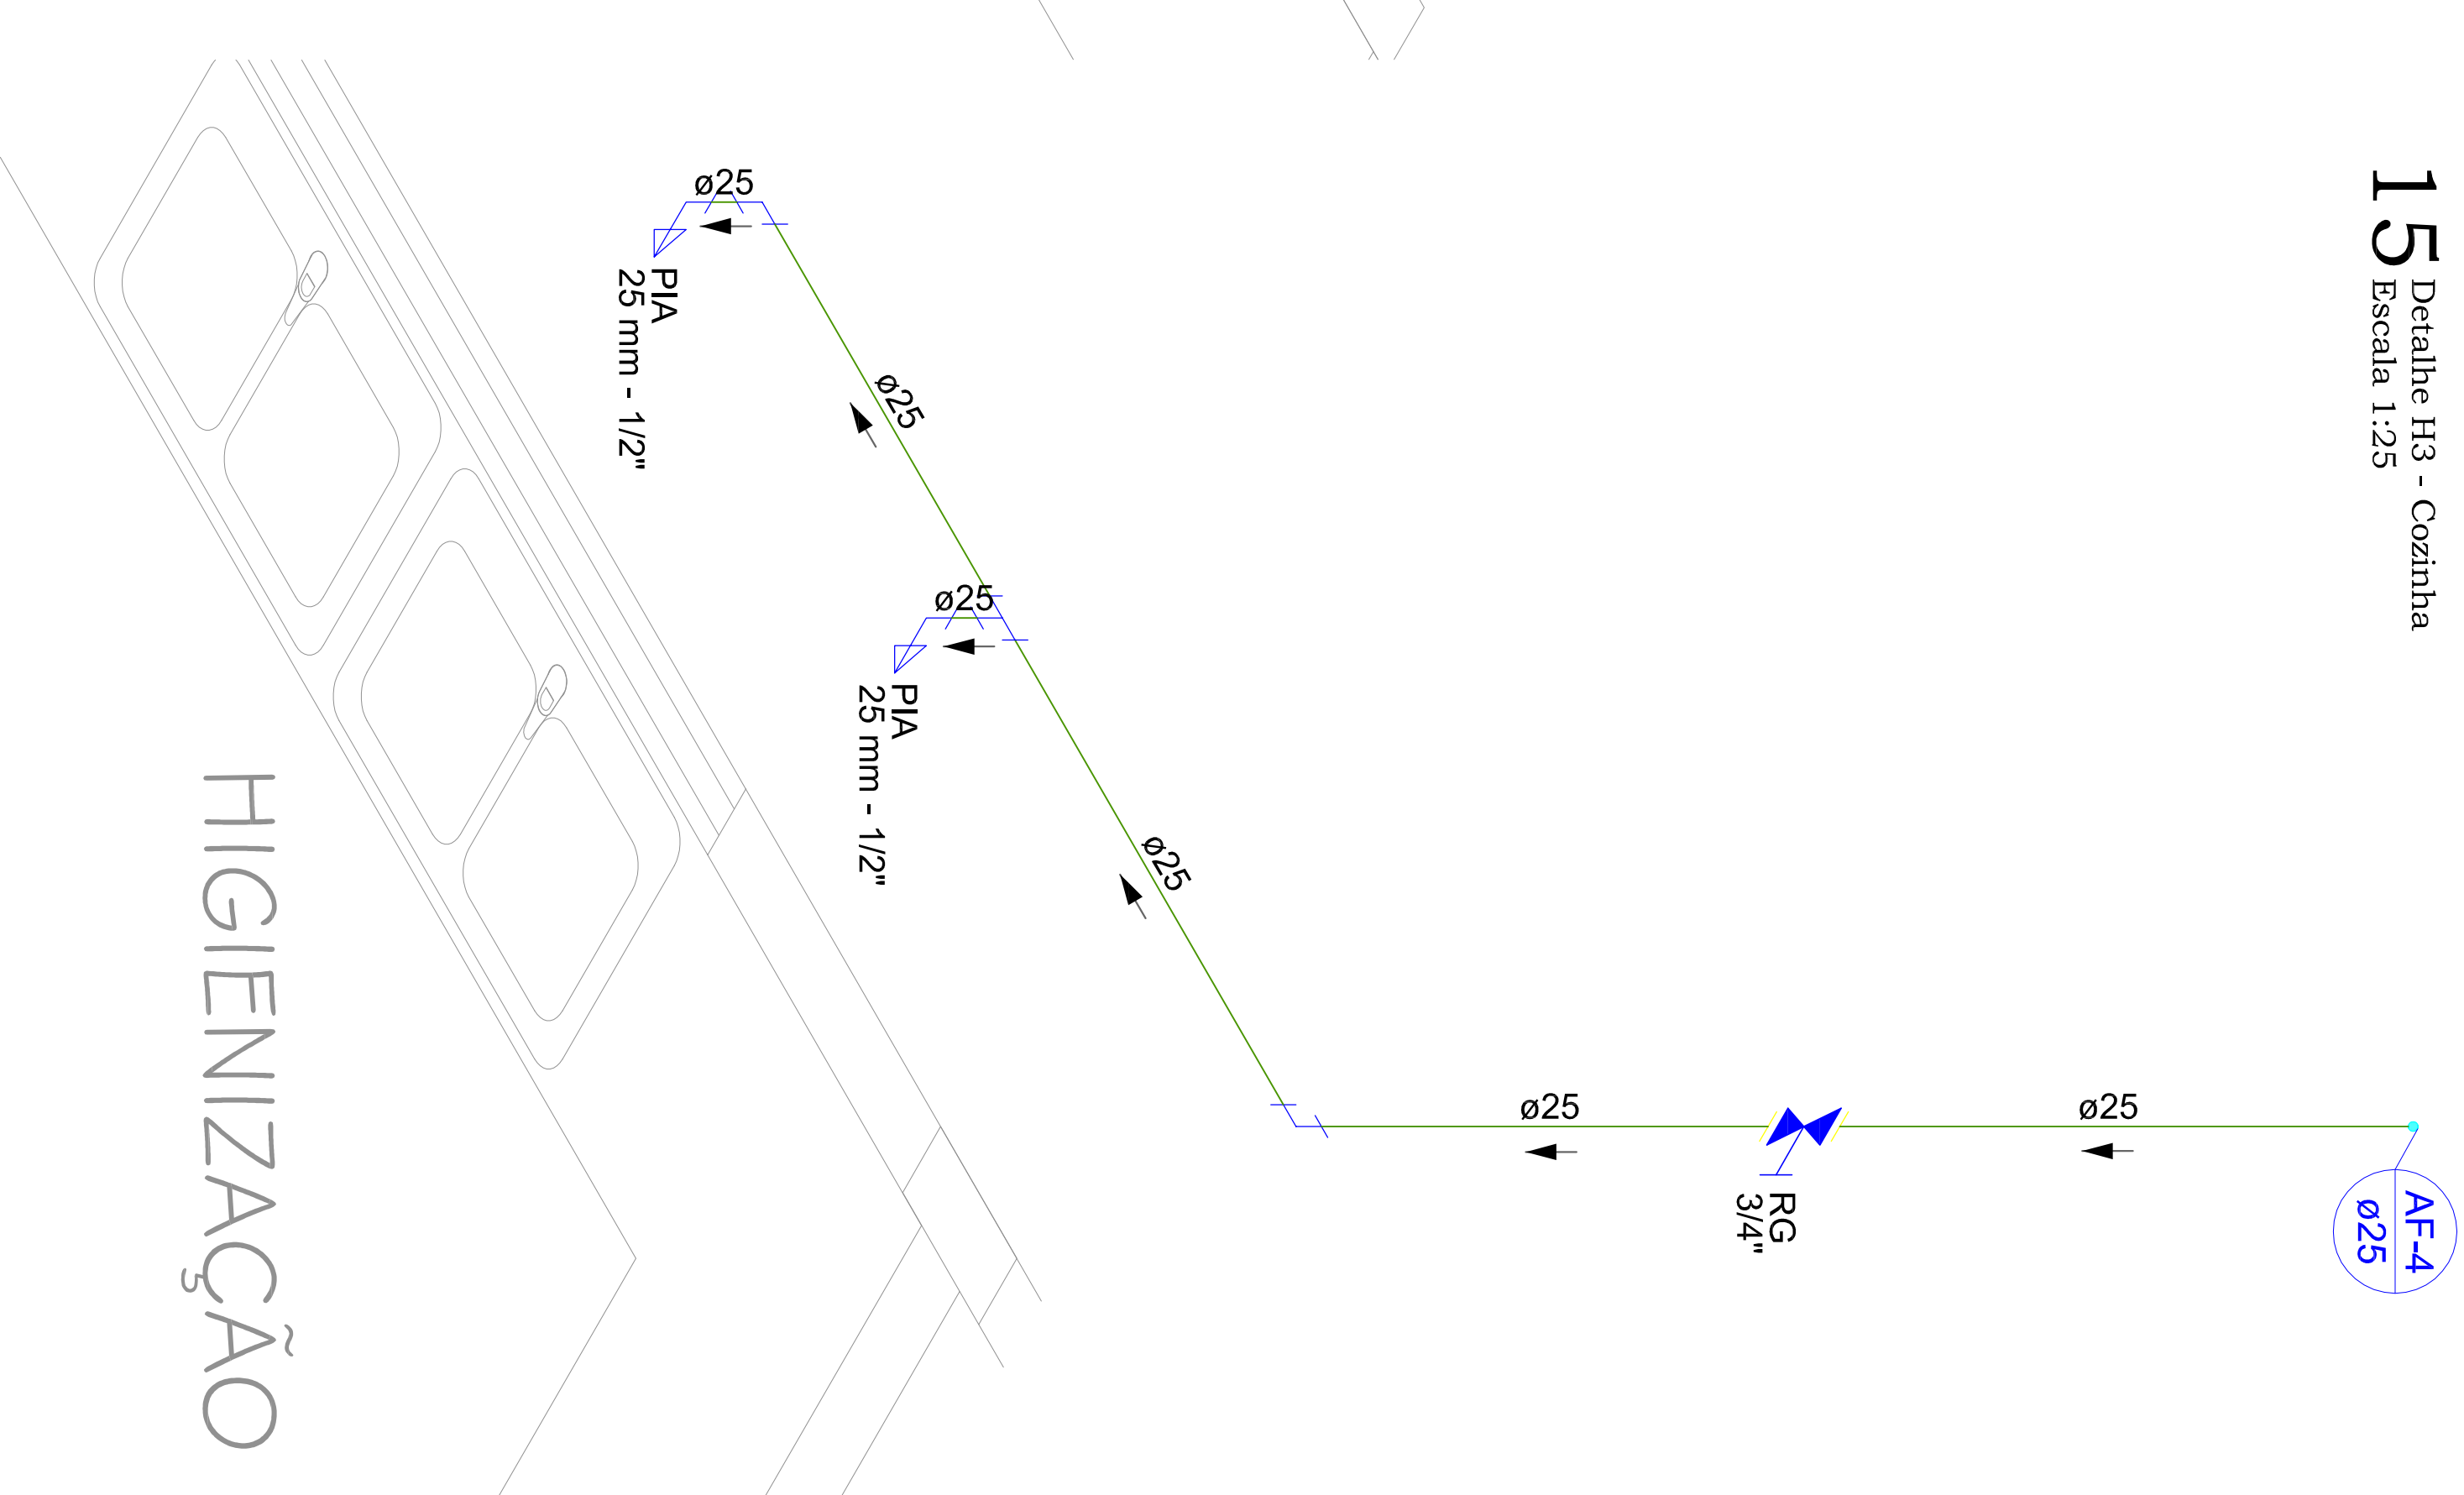 15
Detalhe H3 - Cozinha
Escala 1:25
AF-4
ø25
ø25
RG
3/4"
ø25
ø25
ø25
PIA
25 mm - 1/2"
ø25
ø25
PIA
25 mm - 1/2"
HIGIENIZAÇÃO